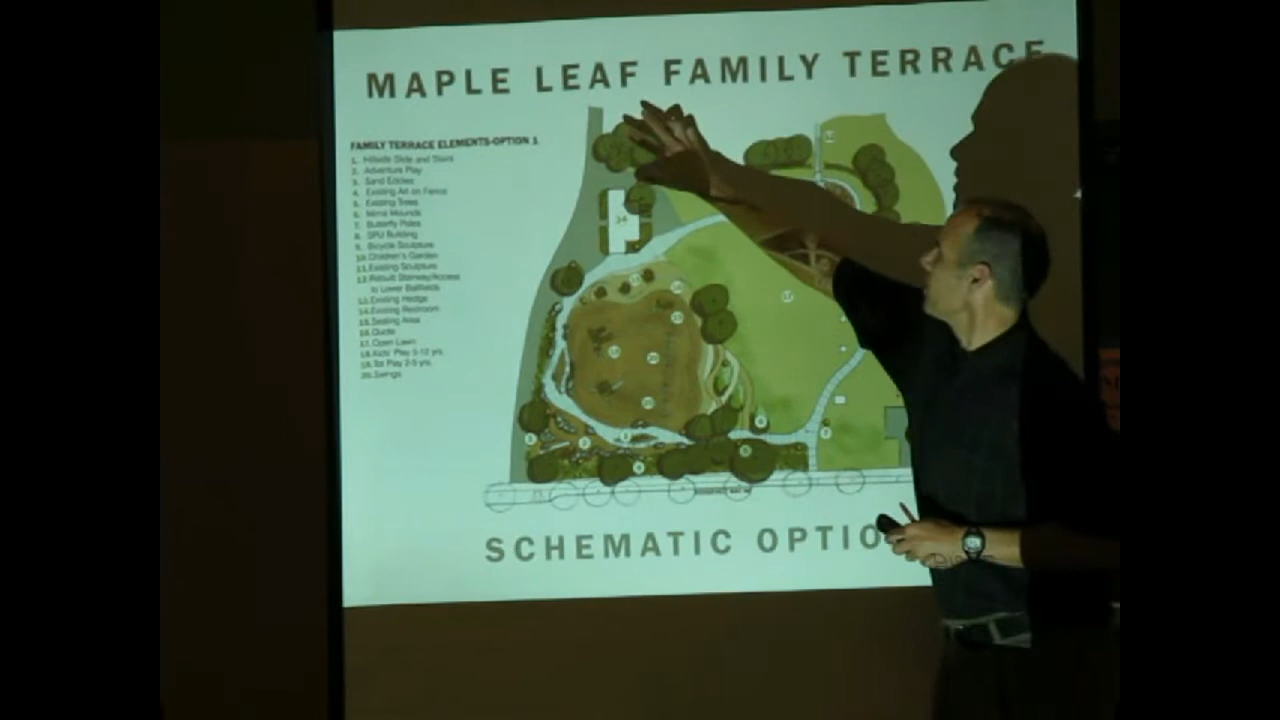 MAPLE LEAF FAMILY TERRACE
FAMILY TERRACE ELEMENTS-OPTION 1
1. Hillside Slide and Stairs
2. Adventure Play
3. Sand Eddies
4. Existing Art on Fence
5. Existing Trees
6. Mima Mounds
7. Butterfly Poles
8. SPU Building
9. Bicycle Sculpture
10. Children's Garden
11. Existing Sculpture
12. Rebuilt Stairway/Access
to Lower Ballfields
13. Existing Hedge
14. Existing Restroom
15. Seating Area
16.
17. Open Lawn
18. Kids' Play 5-12 yrs.
19. Tot Play 2-5 yrs.
20. Swings
14
17
SCHEMATIC OPTIO